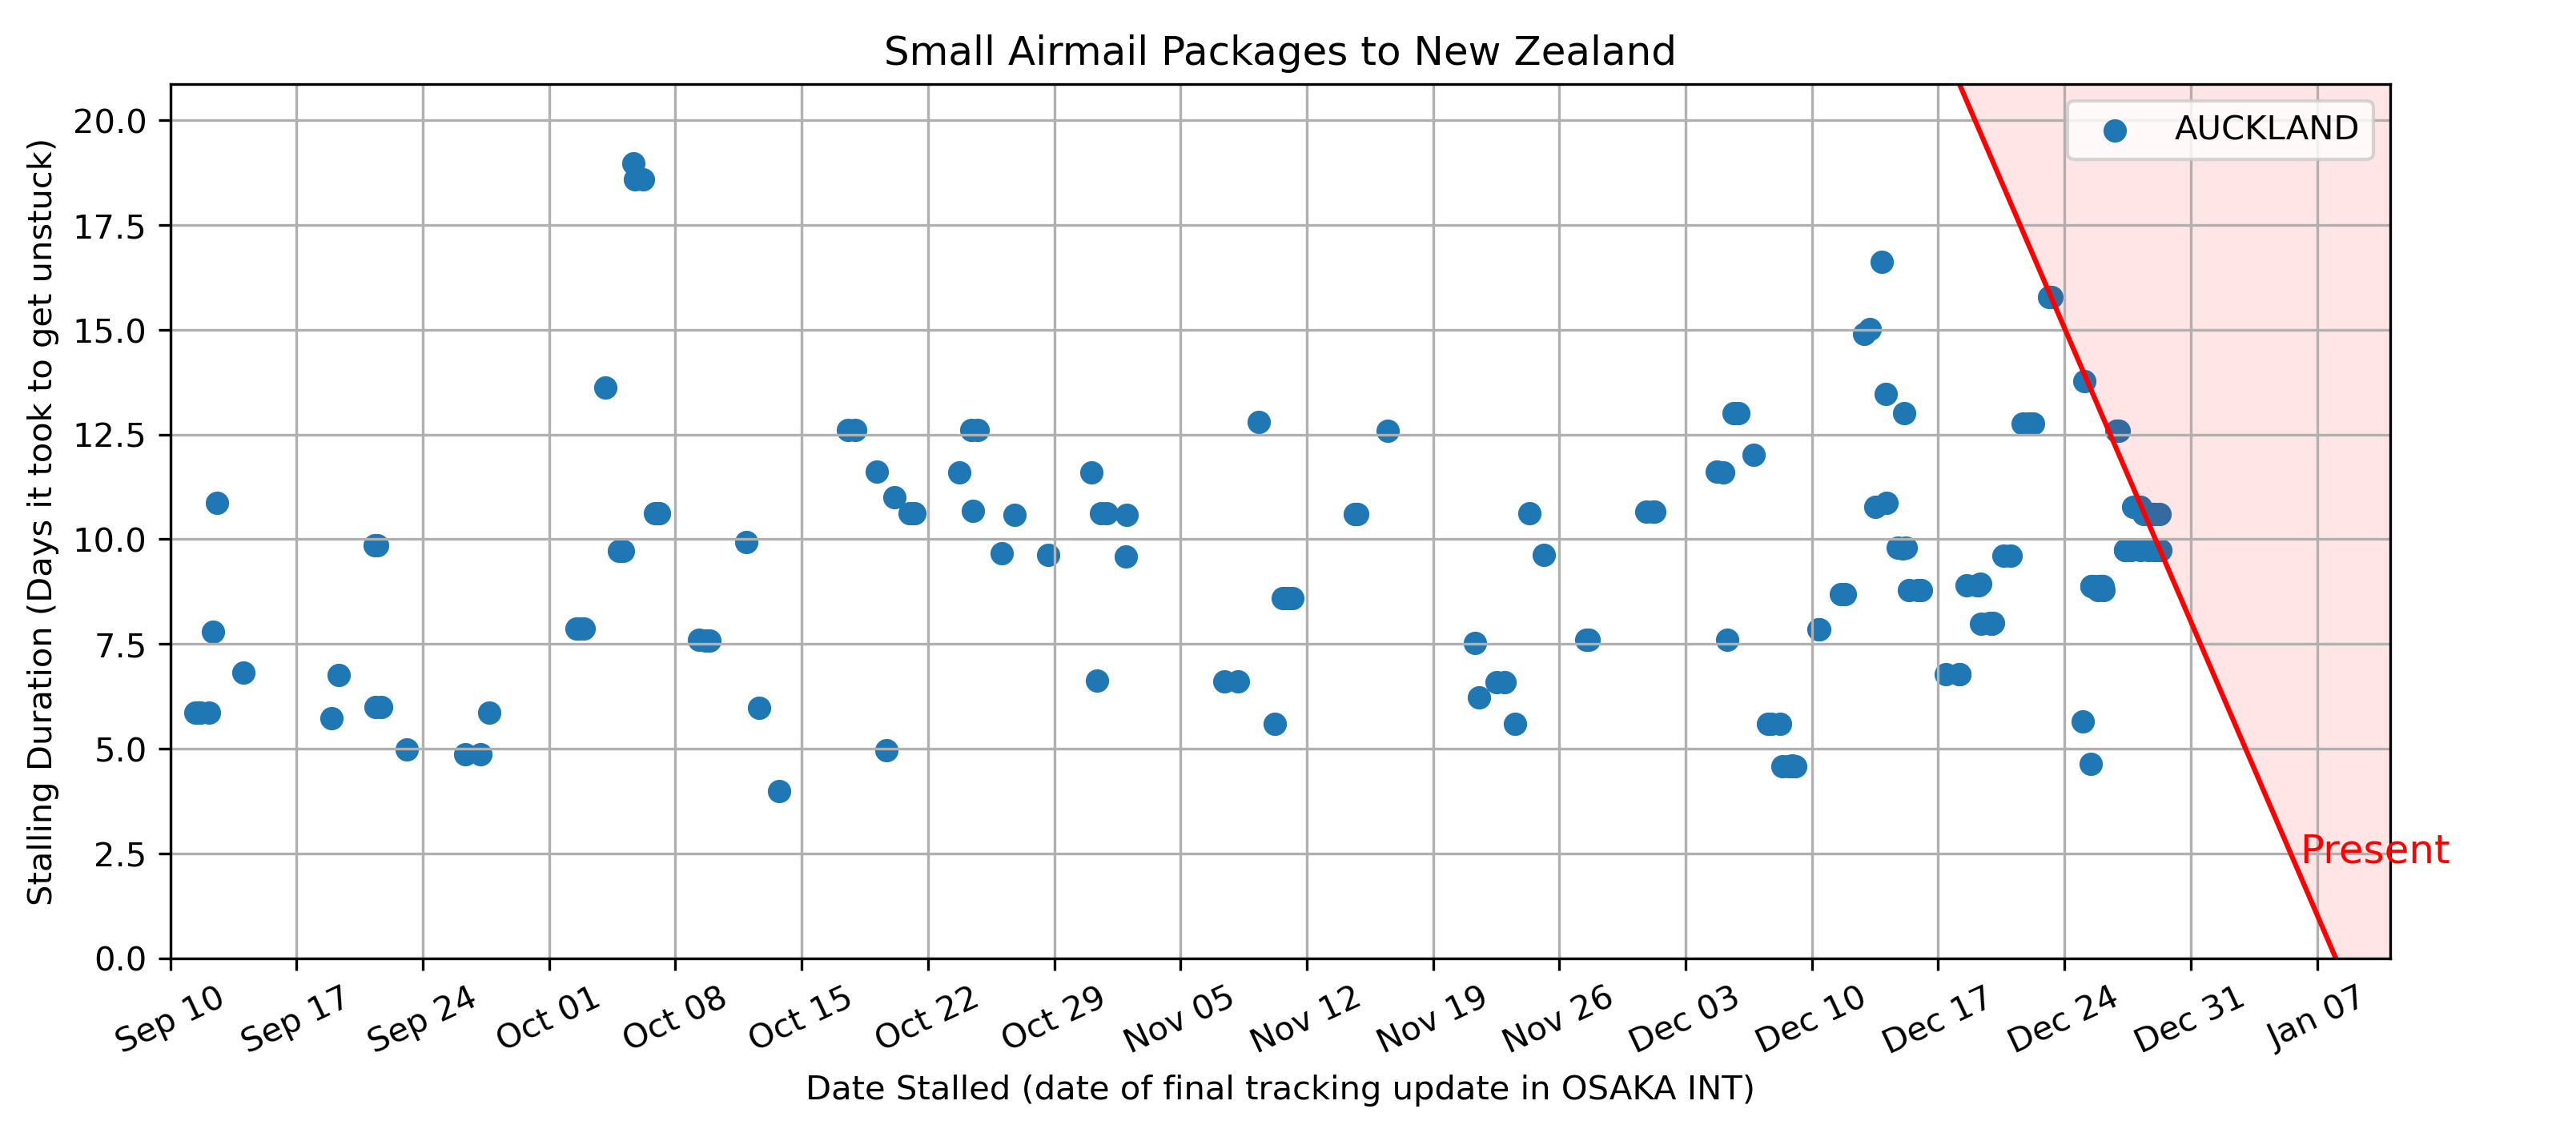 Small Airmail Packages to New Zealand
AUCKLAND
20.0
17.5
15.0
12.5
10.0
7.5
5.0
2.5
0.0
Stalling Duration (Days it took to get unstuck)
Present
Sep 10
Sep 17
Sep 24
Oct 01
Oct 08
Oct 15
Oct 22
Oct 29
Nov 05
Nov 12
Nov 19
Nov 26
Dec 03
Dec 10
Dec 17
Dec 24
Dec 31
Jan 07
Date Stalled (date of final tracking update in OSAKA INT)